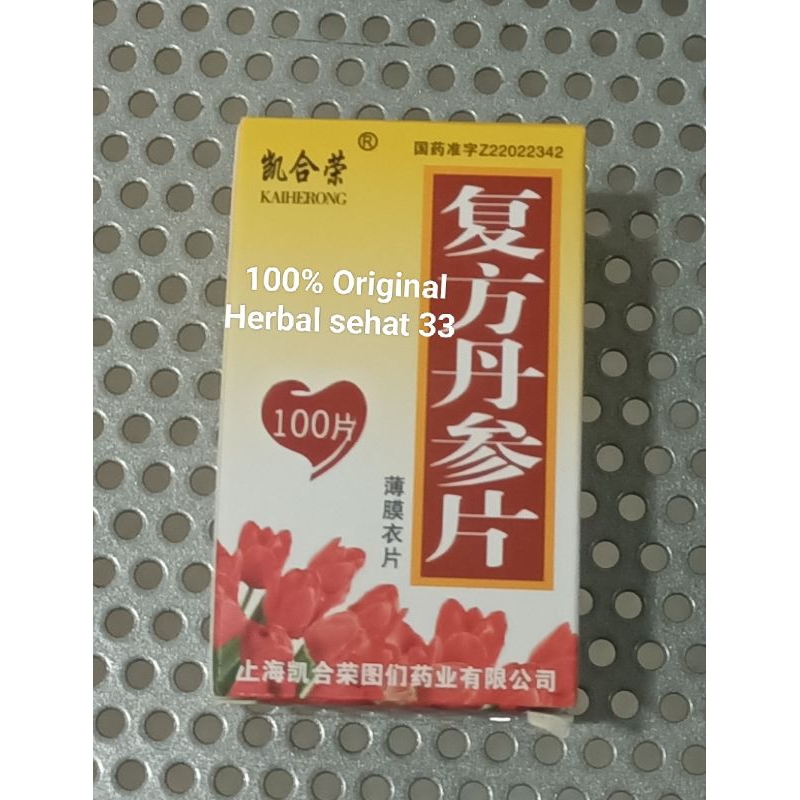 凯合荣®
KAIHERONG
国药准字Z22022342
复方丹参片
100% Original
Herbal sehat 33
100片
薄膜衣片
上海凯合荣图们药业有限公司